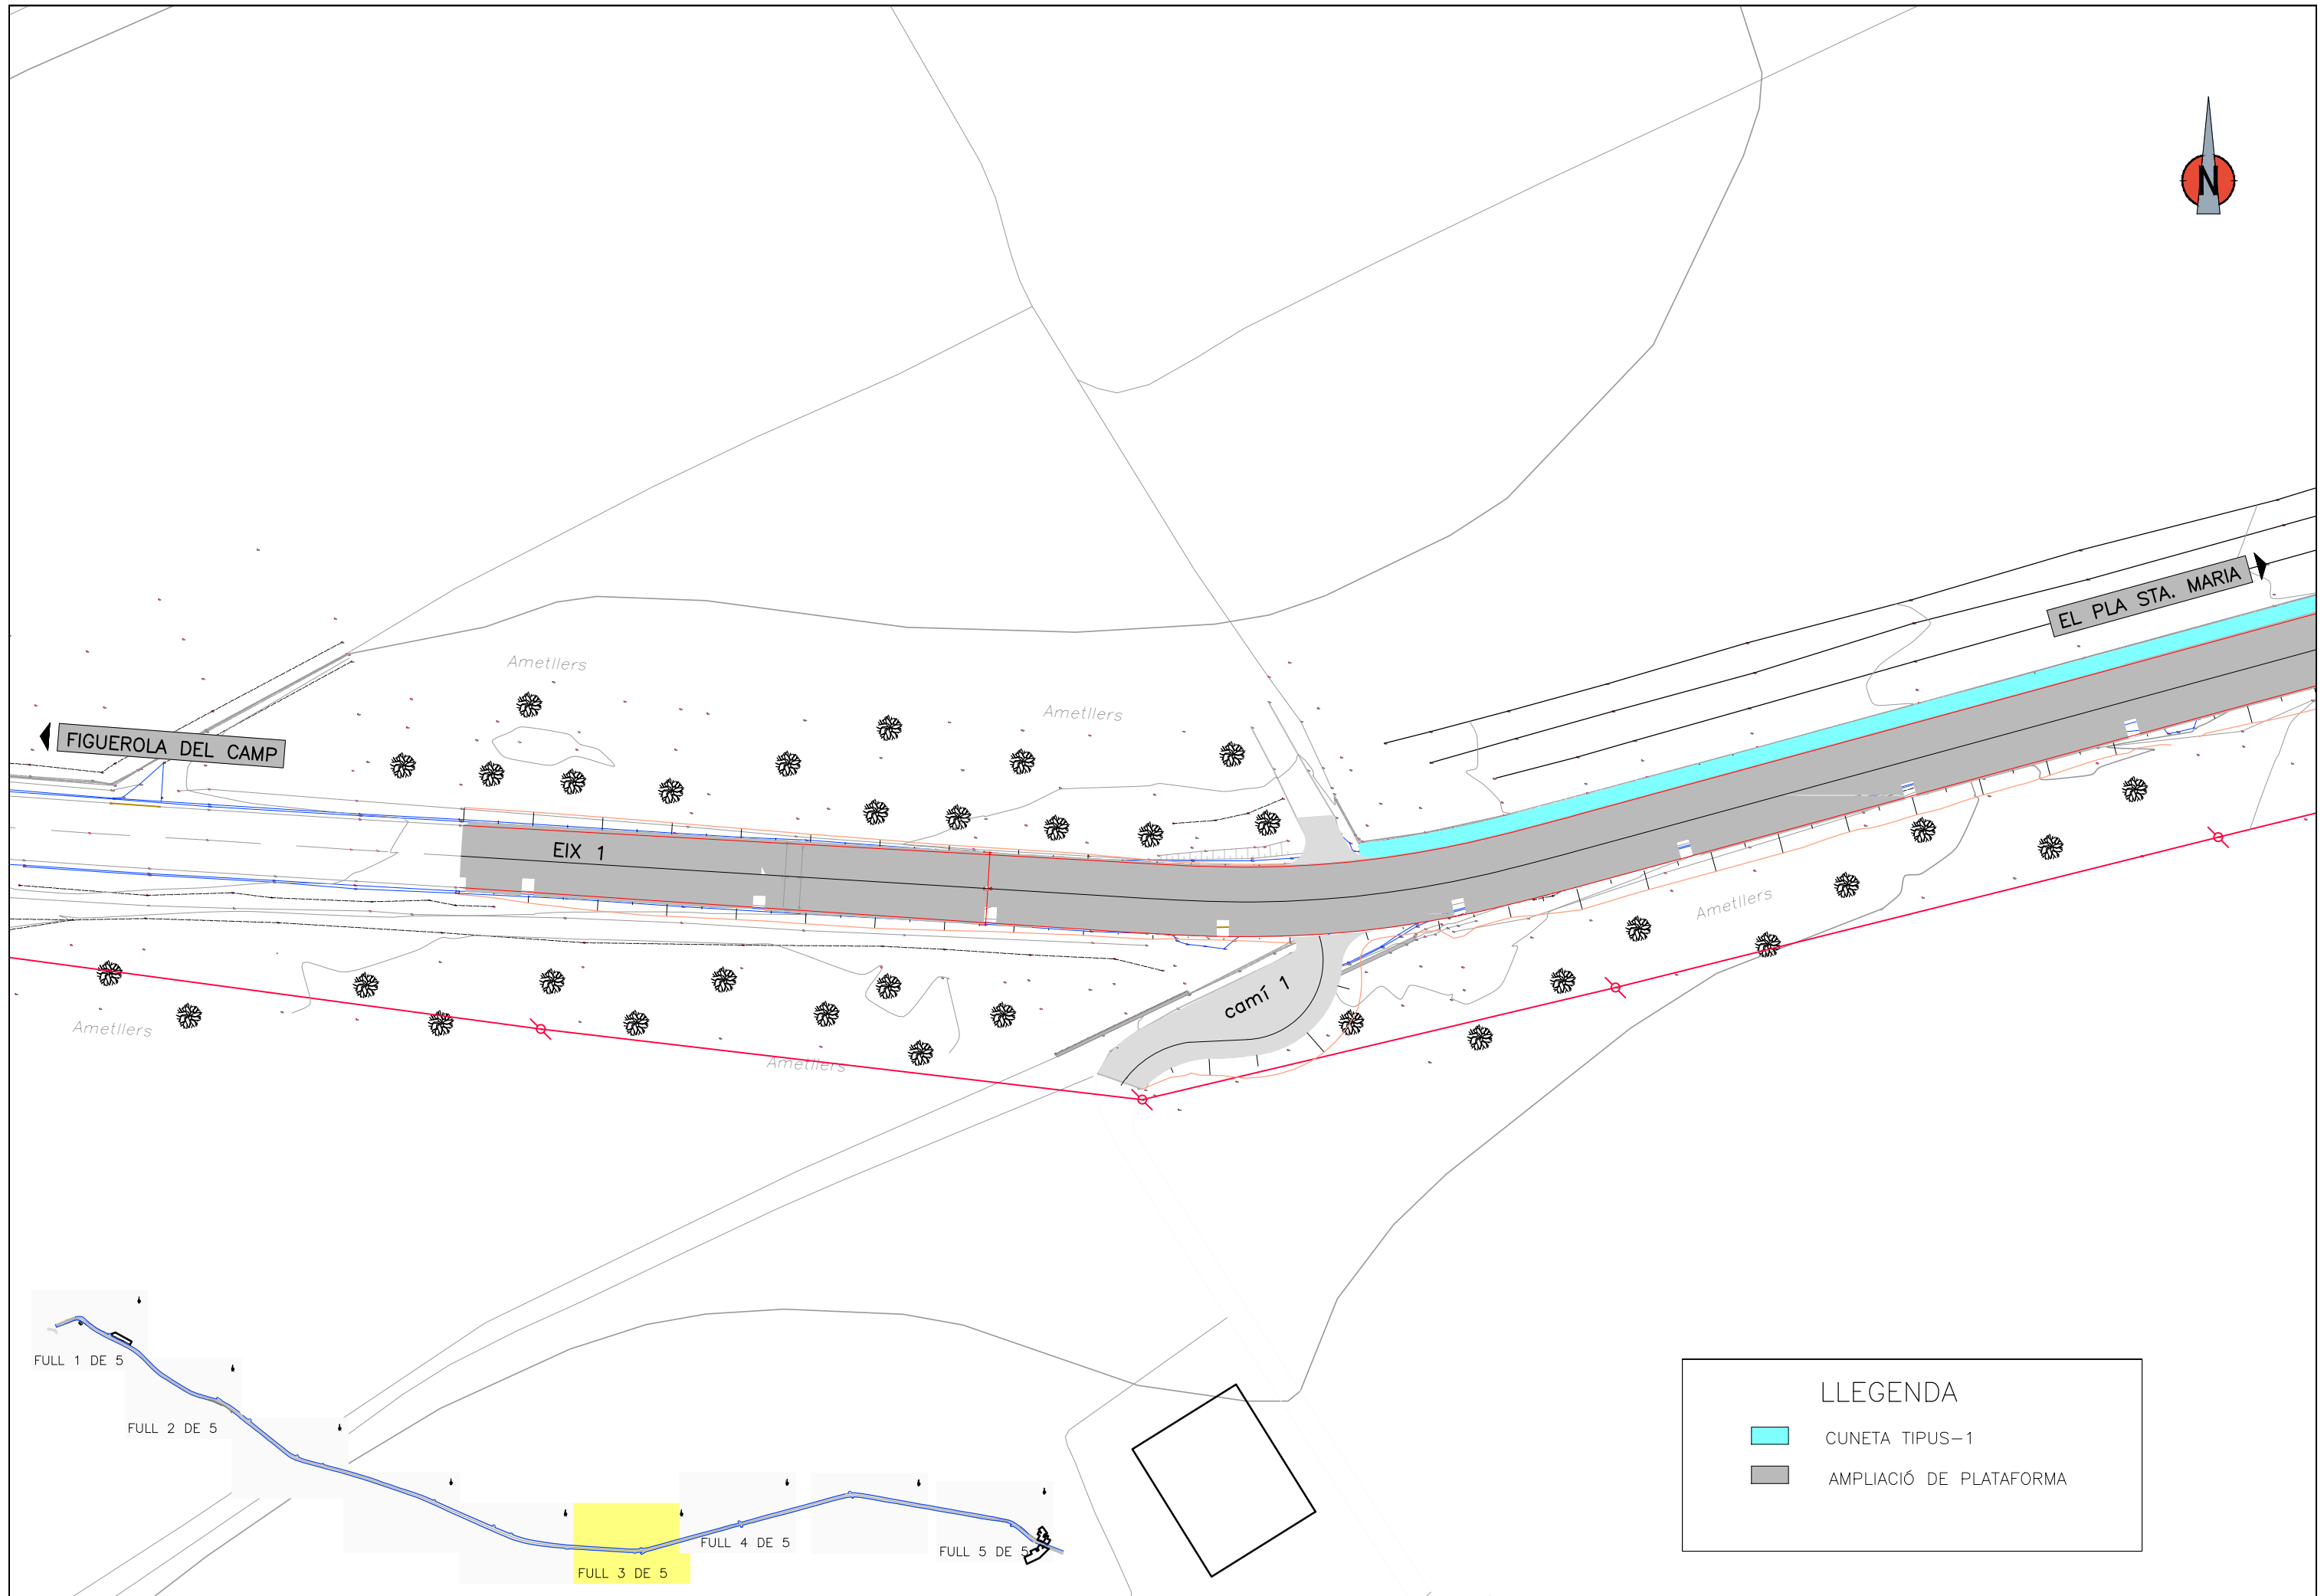 N
EL PLA STA. MARIA
Ametllers
Ametllers
FIGUEROLA DEL CAMP
EIX 1
Ametllers
camí 1
Ametllers
Ametllers
FULL 1 DE 5
FULL 2 DE 5
FULL 3 DE 5
FULL 4 DE 5
FULL 5 DE 5
LLEGENDA
CUNETA TIPUS-1
AMPLIACIÓ DE PLATAFORMA